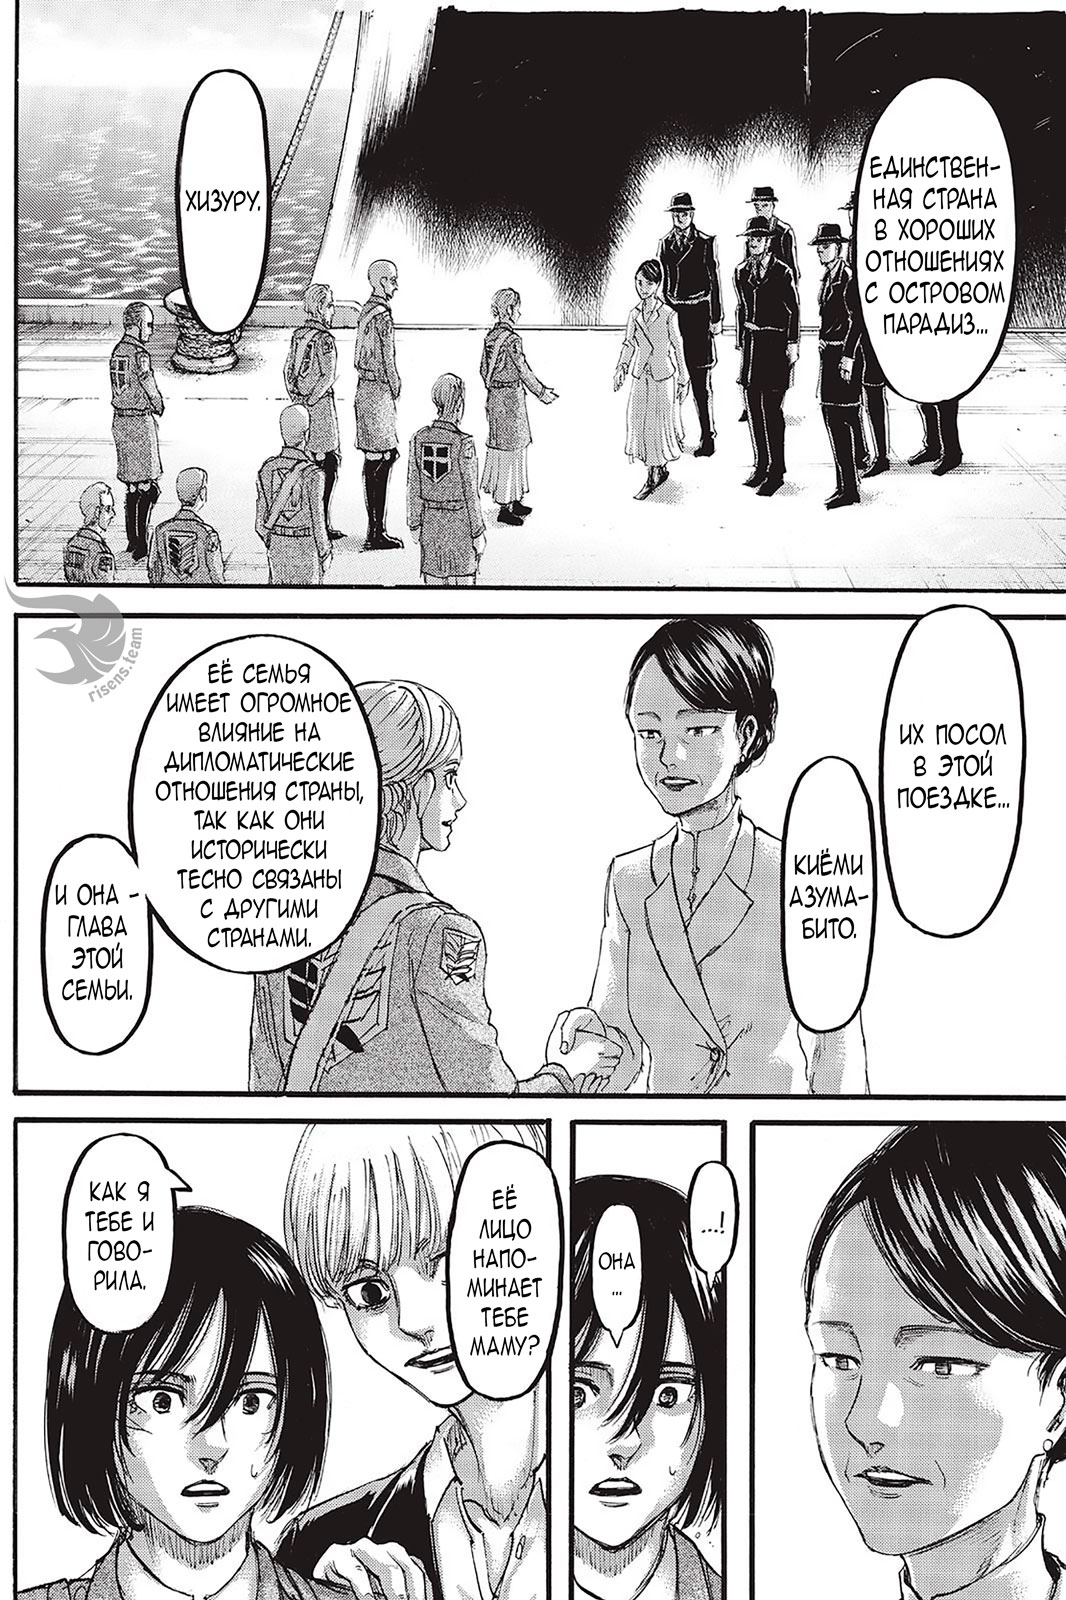 ЕДИНСТВЕН-
НАЯ СТРАНА
В ХОРОШИХ
ОТНОШЕНИЯХ
С ОСТРОВОМ
ПАРАДИЗ...
ХИЗУРУ.
ИХ ПОСОЛ
В ЭТОЙ
ПОЕЗДКЕ...
КИЁМИ
АЗУМА-
БИТО.
ЕЁ СЕМЬЯ
ИМЕЕТ ОГРОМНОЕ
ВЛИЯНИЕ НА
ДИПЛОМАТИЧЕСКИЕ
ОТНОШЕНИЯ СТРАНЫ,
ТАК КАК ОНИ
ИСТОРИЧЕСКИ
ТЕСНО СВЯЗАНЫ
С ДРУГИМИ
СТРАНАМИ.
И ОНА -
ГЛАВА
ЭТОЙ
СЕМЬИ.
risens.team
...!
ОНА
...
ЕЁ
ЛИЦО
НАПО-
МИНАЕТ
ТЕБЕ
МАМУ?
КАК Я
ТЕБЕ И
ГОВО-
РИЛА.